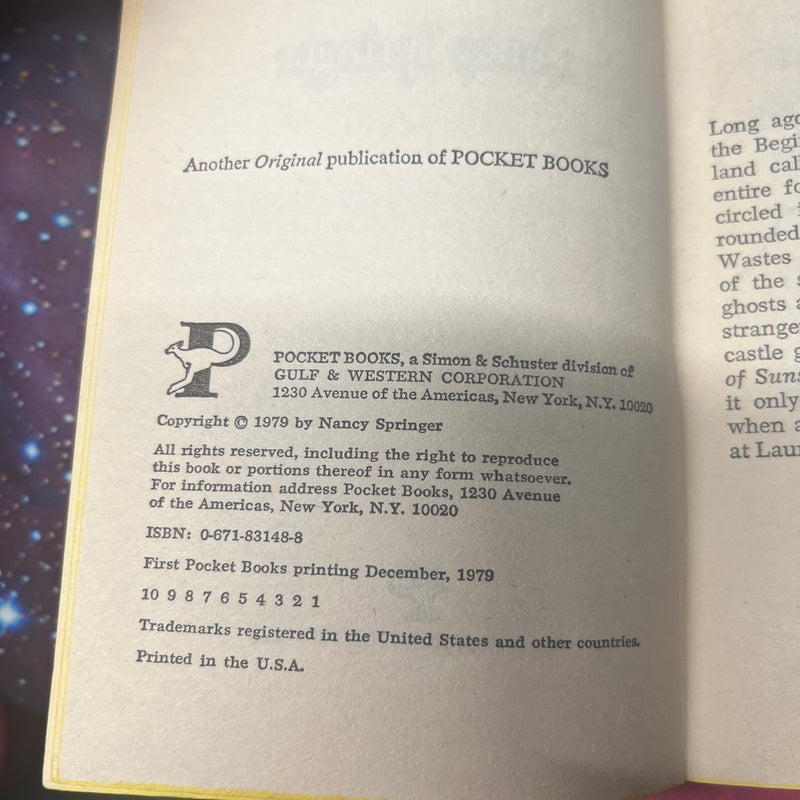 Another Original publication of POCKET BOOKS
POCKET BOOKS, a Simon & Schuster division of
GULF & WESTERN CORPORATION
1230 Avenue of the Americas, New York, N.Y. 10020
Copyright © 1979 by Nancy Springer
All rights reserved, including the right to reproduce
this book or portions thereof in any form whatsoever.
For information address Pocket Books, 1230 Avenue
of the Americas, New York, N.Y. 10020
ISBN: 0-671-83148-8
First Pocket Books printing December, 1979
10 9 8 7 6 5 4 3 2 1
Trademarks registered in the United States and other countries.
Printed in the U.S.A.
Long ago
the Begi
land cal
entire fo
circled
rounded
Wastes
of the s
ghosts a
strange
castle g
of Suns
it only
when a
at Lau